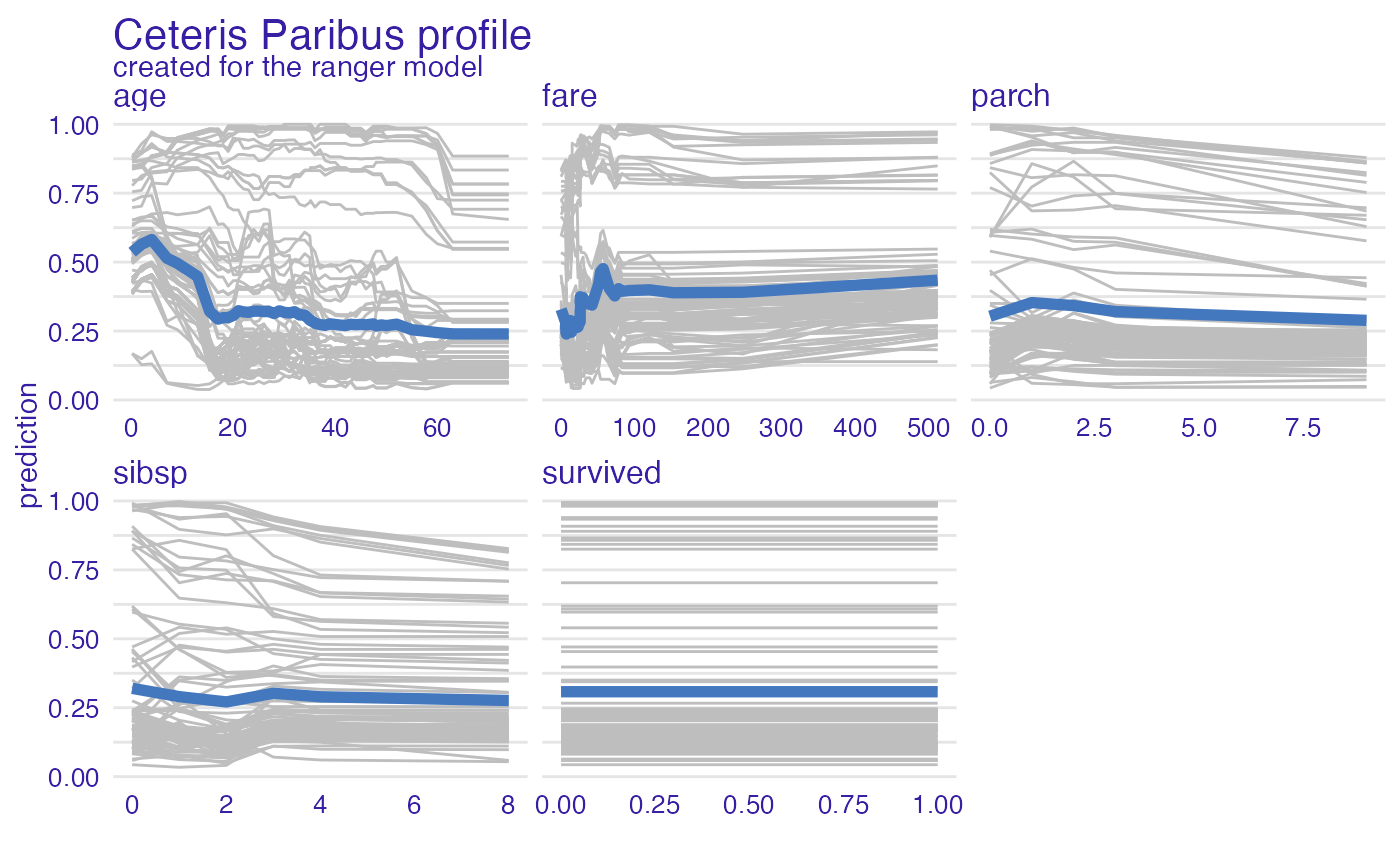 Ceteris Paribus profile
created for the ranger model
age
fare
parch
1.00
0.75
0.50
0.25
0.00
0 20 40 60
0 100 200 300 400 500
0.0 2.5 5.0 7.5
prediction
sibsp
survived
1.00
0.75
0.50
0.25
0.00
0 2 4 6 8
0.00 0.25 0.50 0.75 1.00